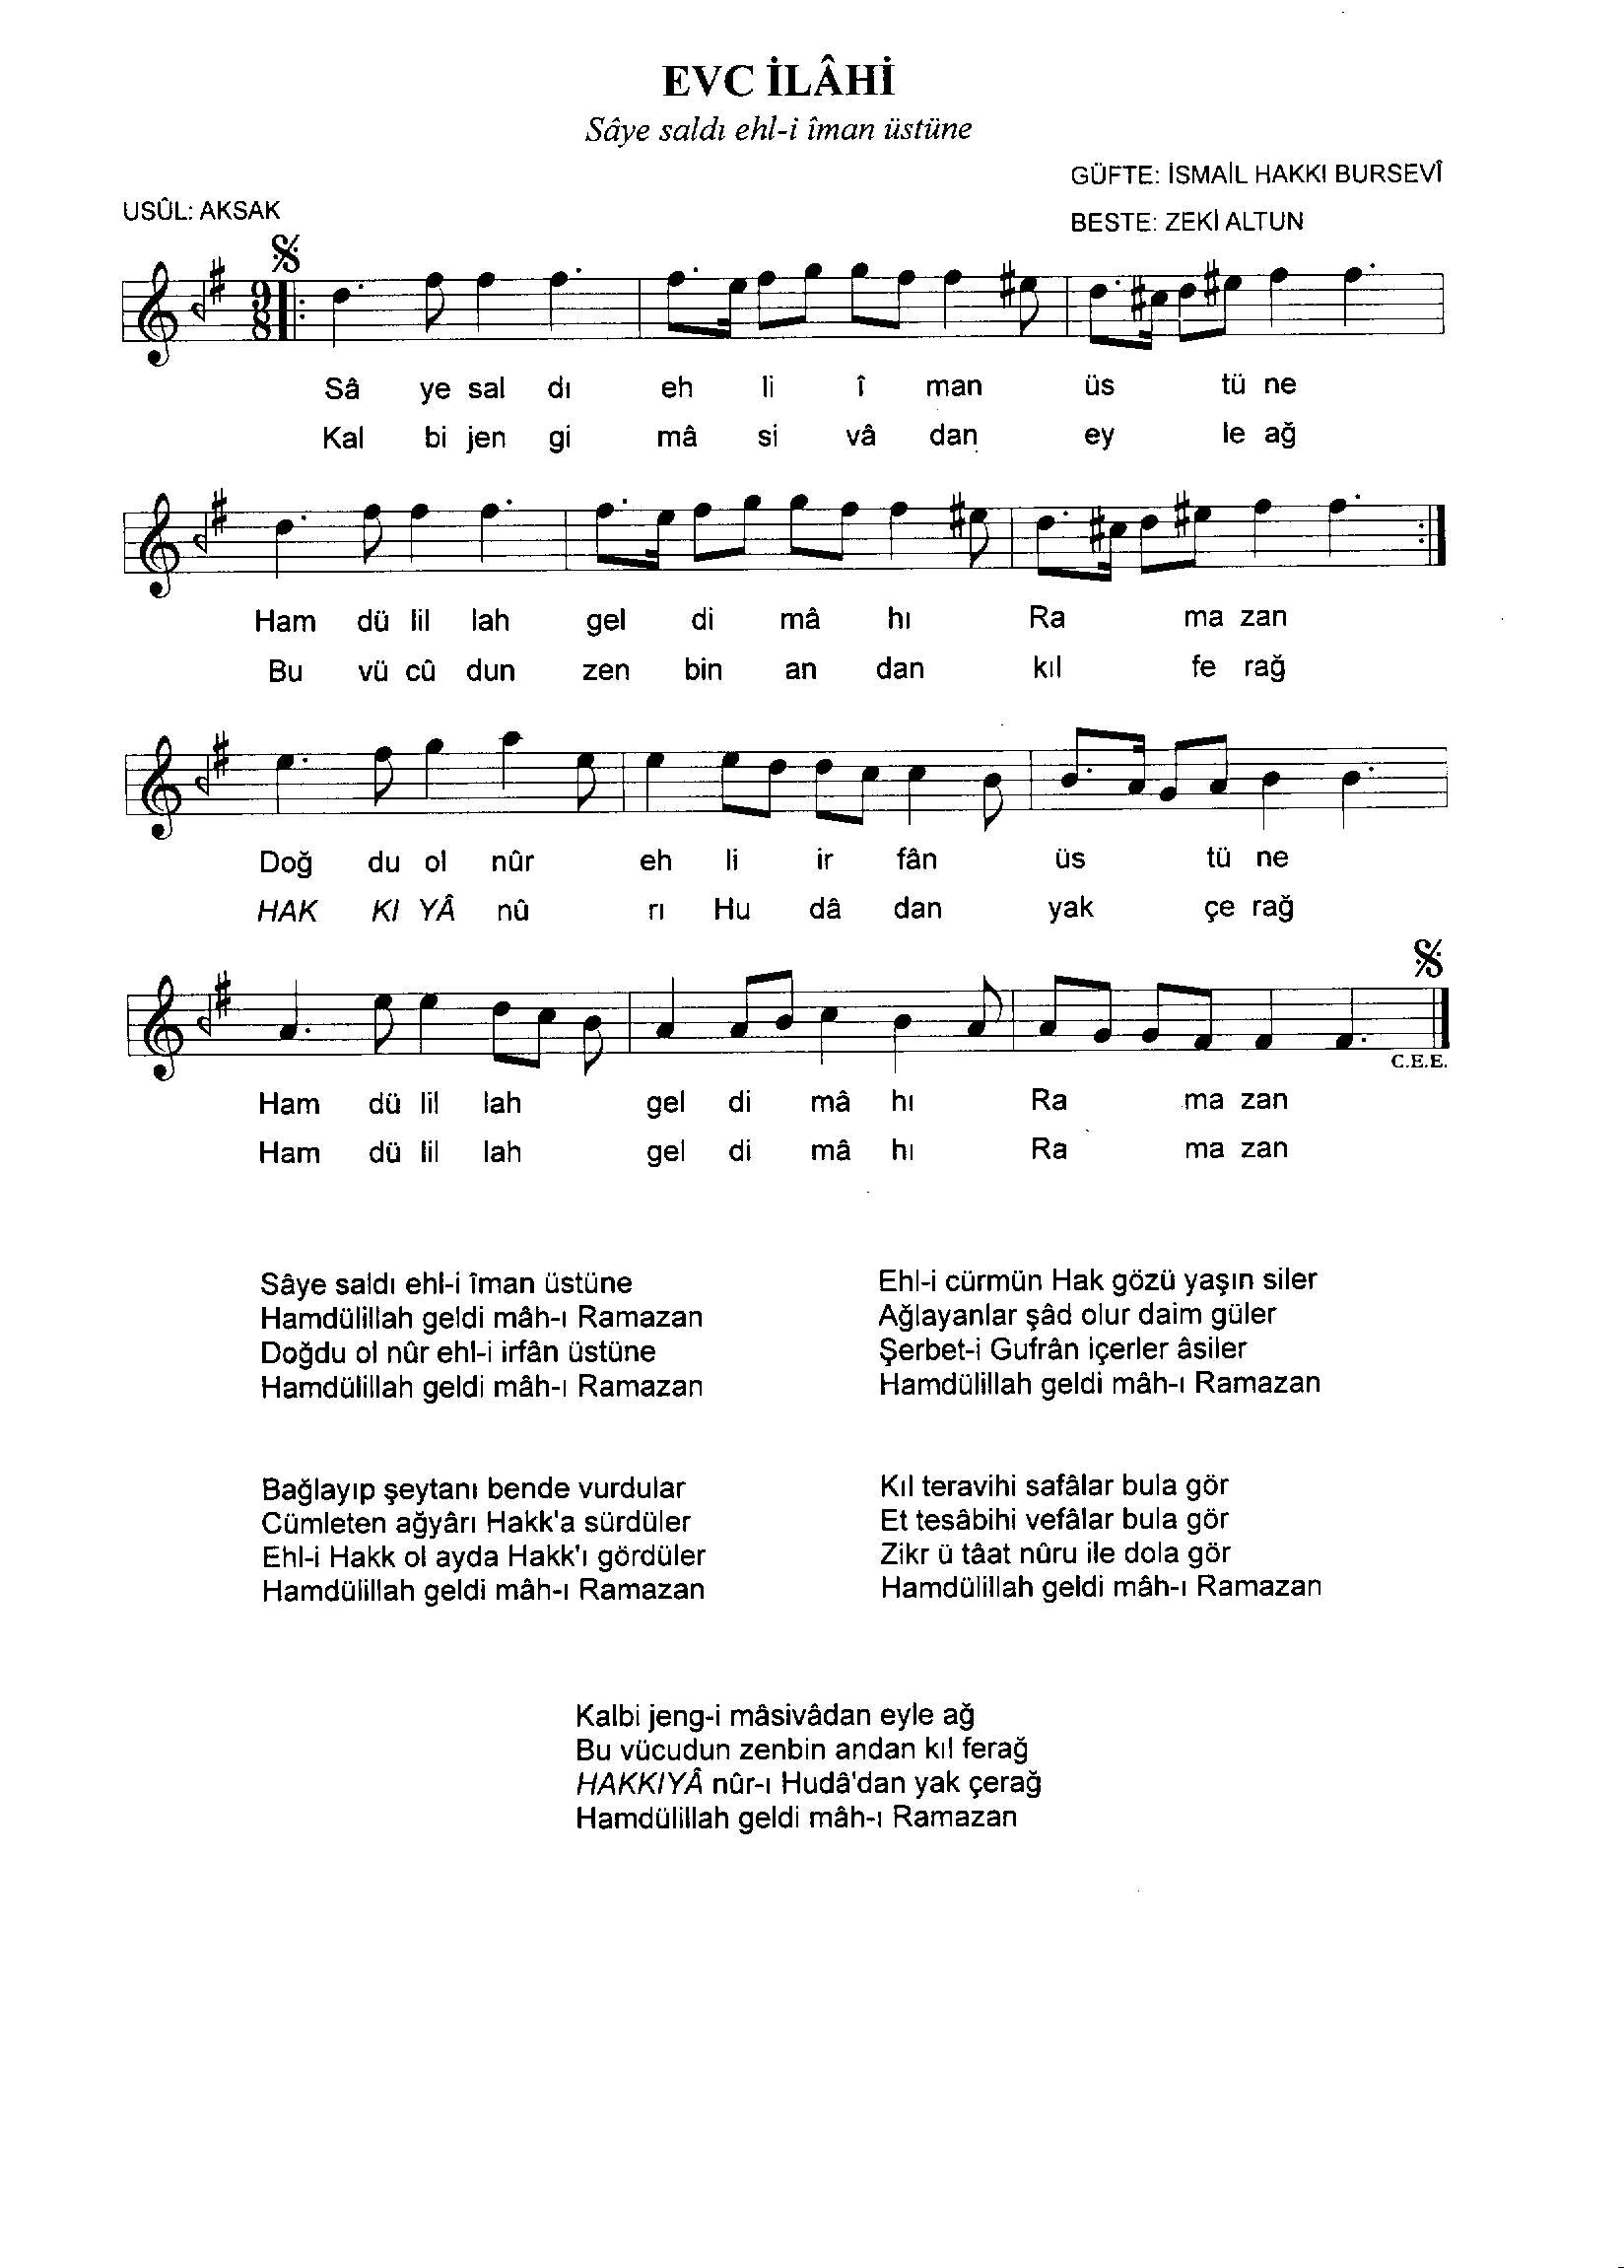 EVC İLÂHİ
Sâye saldı ehl-i îman üstüne
GÜFTE: İSMAİL HAKKI BURSEVÎ
USÛL: AKSAK
BESTE: ZEKİ ALTUN
9
8
Sâ ye sal dı eh li î man üs tü ne
Kal bi jen gi mâ si vâ dan ey le ağ
Ham dü lil lah gel di mâ hı Ra ma zan
Bu vü cû dun zen bin an dan kıl fe rağ
Doğ du ol nûr eh li ir fân üs tü ne
HAK KI YÂ nû rı Hu dâ dan yak çe rağ
C.E.E.
Ham dü lil lah gel di mâ hı Ra ma zan
Ham dü lil lah gel di mâ hı Ra ma zan
Sâye saldı ehl-i îman üstüne
Hamdülillah geldi mâh-ı Ramazan
Doğdu ol nûr ehl-i irfân üstüne
Hamdülillah geldi mâh-ı Ramazan
Ehl-i cürmün Hak gözü yaşın siler
Ağlayanlar şâd olur daim güler
Şerbet-i Gufrân içerler âsiler
Hamdülillah geldi mâh-ı Ramazan
Bağlayıp şeytanı bende vurdular
Cümleten ağyârı Hakk'a sürdüler
Ehl-i Hakk ol ayda Hakk'ı gördüler
Hamdülillah geldi mâh-ı Ramazan
Kıl teravihi safâlar bula gör
Et tesâbihi vefâlar bula gör
Zikr ü tâat nûru ile dola gör
Hamdülillah geldi mâh-ı Ramazan
Kalbi jeng-i mâsivâdan eyle ağ
Bu vücudun zenbin andan kıl ferağ
HAKKIYÂ nûr-ı Hudâ'dan yak çerağ
Hamdülillah geldi mâh-ı Ramazan